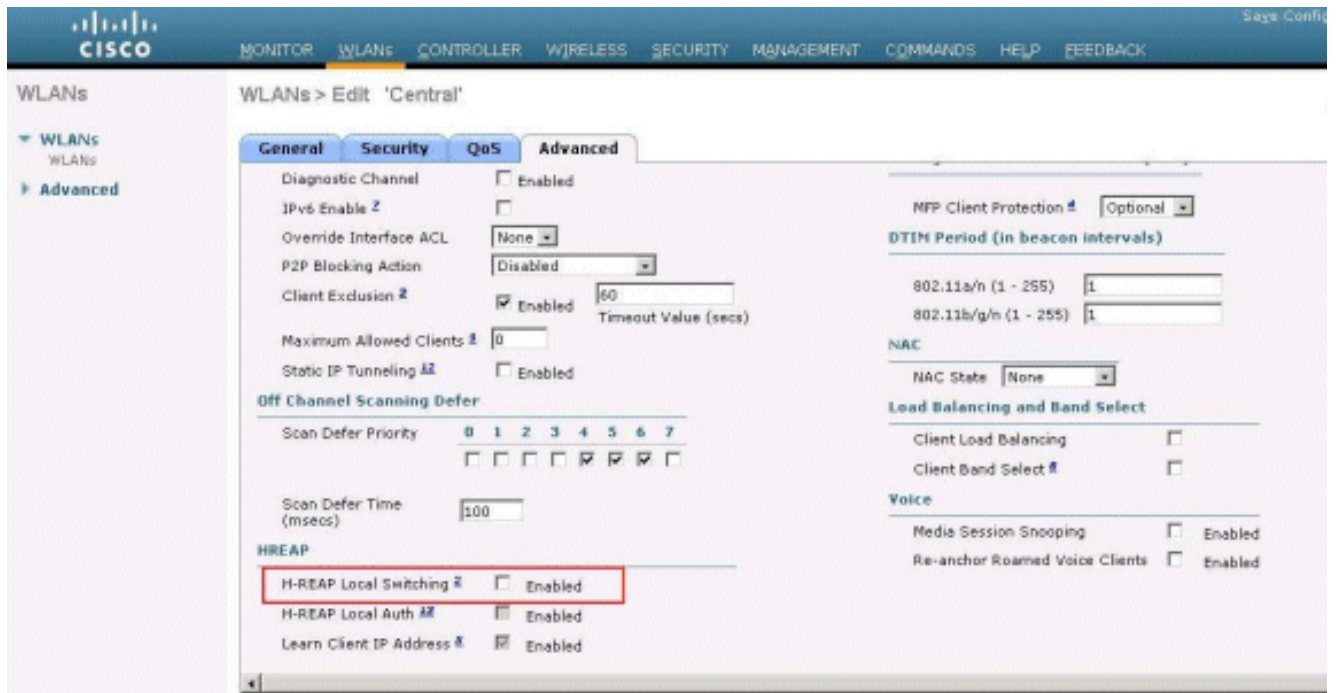 Save Config
CISCO
MONITOR WLANs CONTROLLER WIRELESS SECURITY MANAGEMENT COMMANDS HELP FEEDBACK
WLANs
WLANs
WLANs
Advanced
WLANs > Edit 'Central'
General Security QoS Advanced
Diagnostic Channel Enabled
IPv6 Enable
Override Interface ACL None
P2P Blocking Action Disabled
Client Exclusion Enabled 60
Timeout Value (secs)
Maximum Allowed Clients 0
Static IP Tunneling Enabled
Off Channel Scanning Defer
Scan Defer Priority 0 1 2 3 4 5 6 7
Scan Defer Time 100
(msecs)
HREAP
H-REAP Local Switching Enabled
H-REAP Local Auth Enabled
Learn Client IP Address Enabled
MFP Client Protection Optional
DTIM Period (in beacon intervals)
802.11a/n (1 - 255) 1
802.11b/g/n (1 - 255) 1
NAC
NAC State None
Load Balancing and Band Select
Client Load Balancing
Client Band Select
Voice
Media Session Snooping Enabled
Re-anchor Roamed Voice Clients Enabled